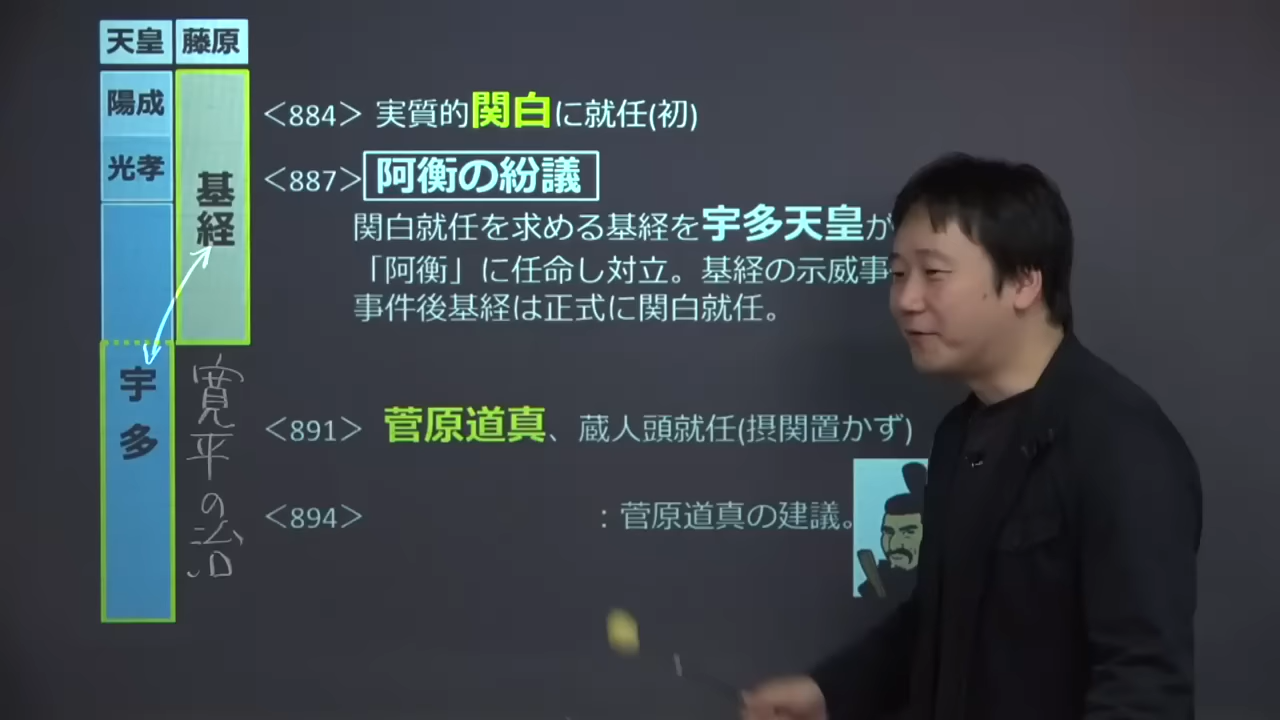 天皇 藤原
陽成
光孝
基経
宇多
寛平の治
<884> 実質的関白に就任(初)
<887> 阿衡の紛議
関白就任を求める基経を宇多天皇が
「阿衡」に任命し対立。基経の示威事
事件後基経は正式に関白就任。
<891> 菅原道真、蔵人頭就任(摂関置かず)
<894> :菅原道真の建議。